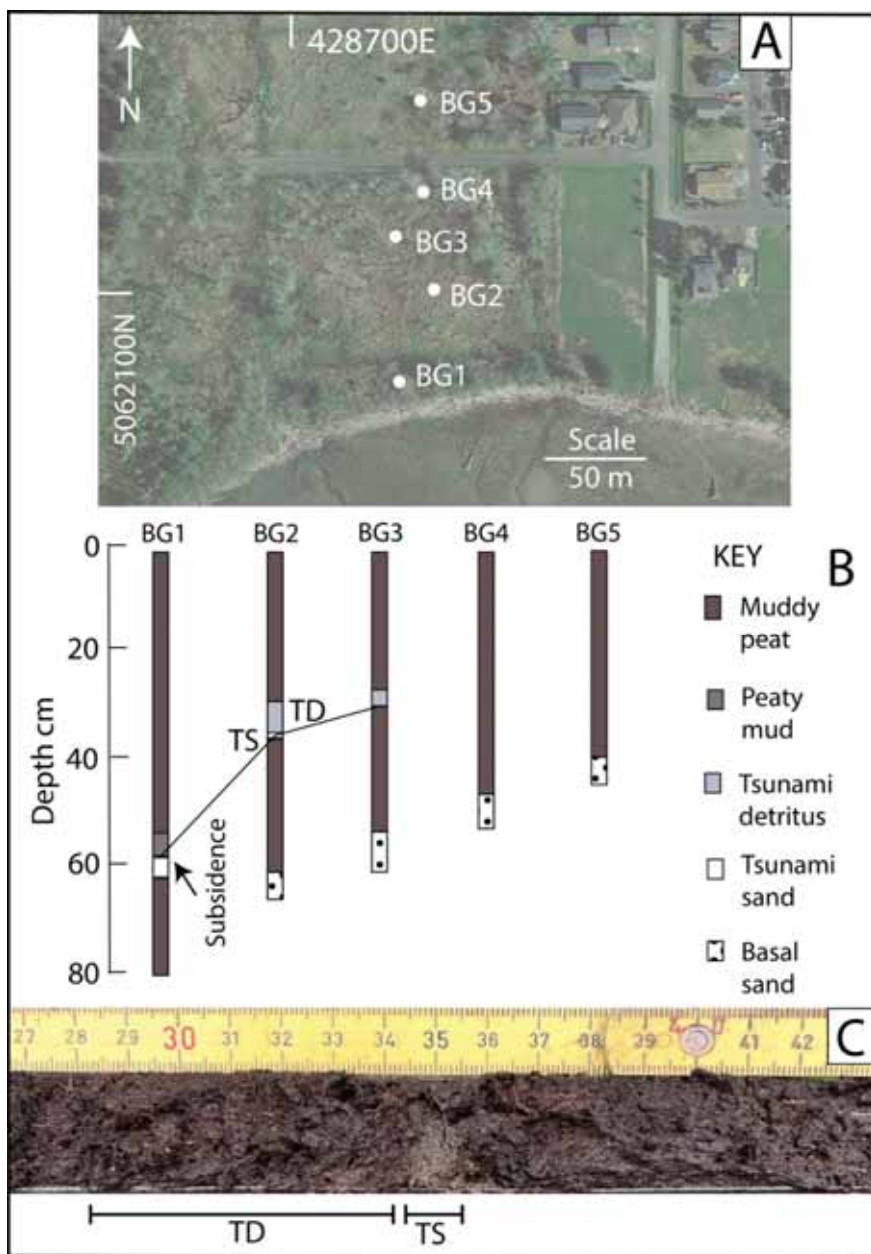 A
428700E
N
BG5
BG4
BG3
BG2
5062100N
BG1
Scale
50 m
B
BG1 BG2 BG3 BG4 BG5
0
20
40
60
80
Depth cm
TS
TD
Subsidence
KEY
Muddy
peat
Peaty
mud
Tsunami
detritus
Tsunami
sand
Basal
sand
C
27 28 29 30 31 32 33 34 35 36 37 38 39 40 41 42
TD TS